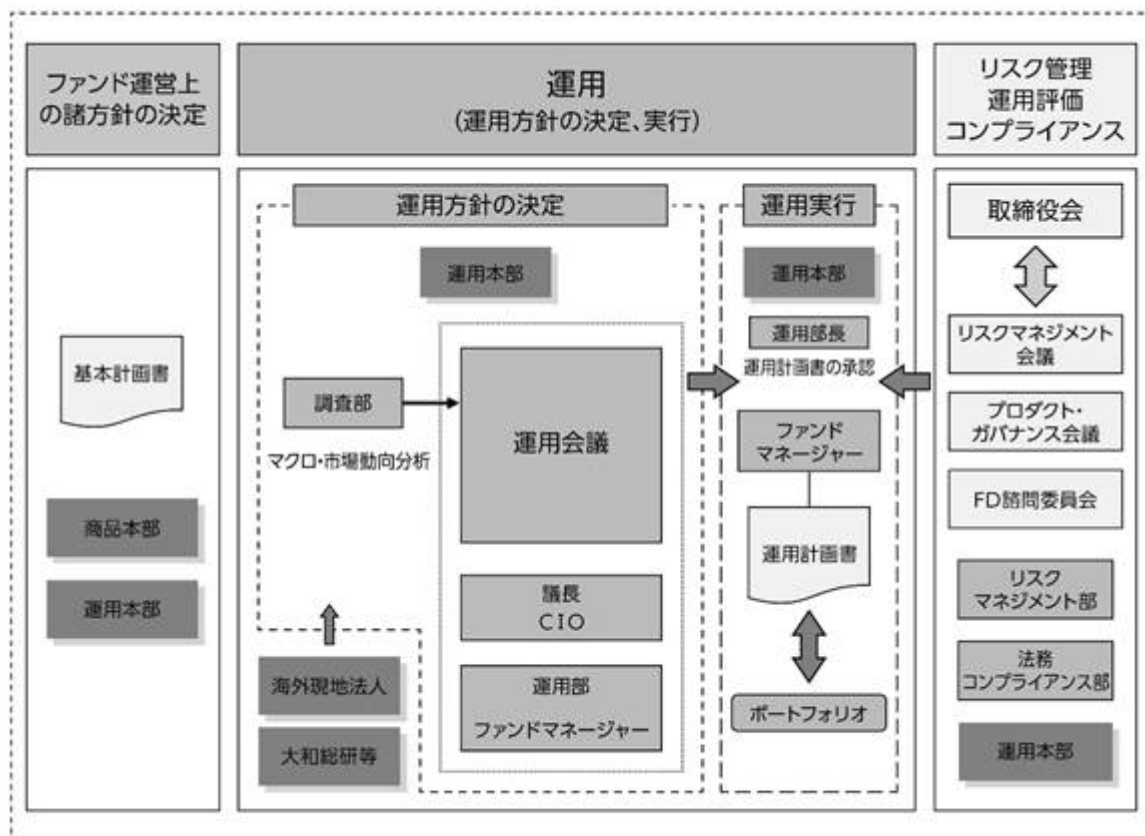 ファンド運営上
の諸方針の決定
基本計画書
商品本部
運用本部
運用
(運用方針の決定、実行)
運用方針の決定
運用本部
調査部
マクロ・市場動向分析
運用会議
議長
CIO
運用部
ファンドマネージャー
海外現地法人
大和総研等
運用実行
運用本部
運用部長
運用計画書の承認
ファンド
マネージャー
運用計画書
ポートフォリオ
リスク管理
運用評価
コンプライアンス
取締役会
リスクマネジメント
会議
プロダクト・
ガバナンス会議
FD諮問委員会
リスク
マネジメント部
法務
コンプライアンス部
運用本部